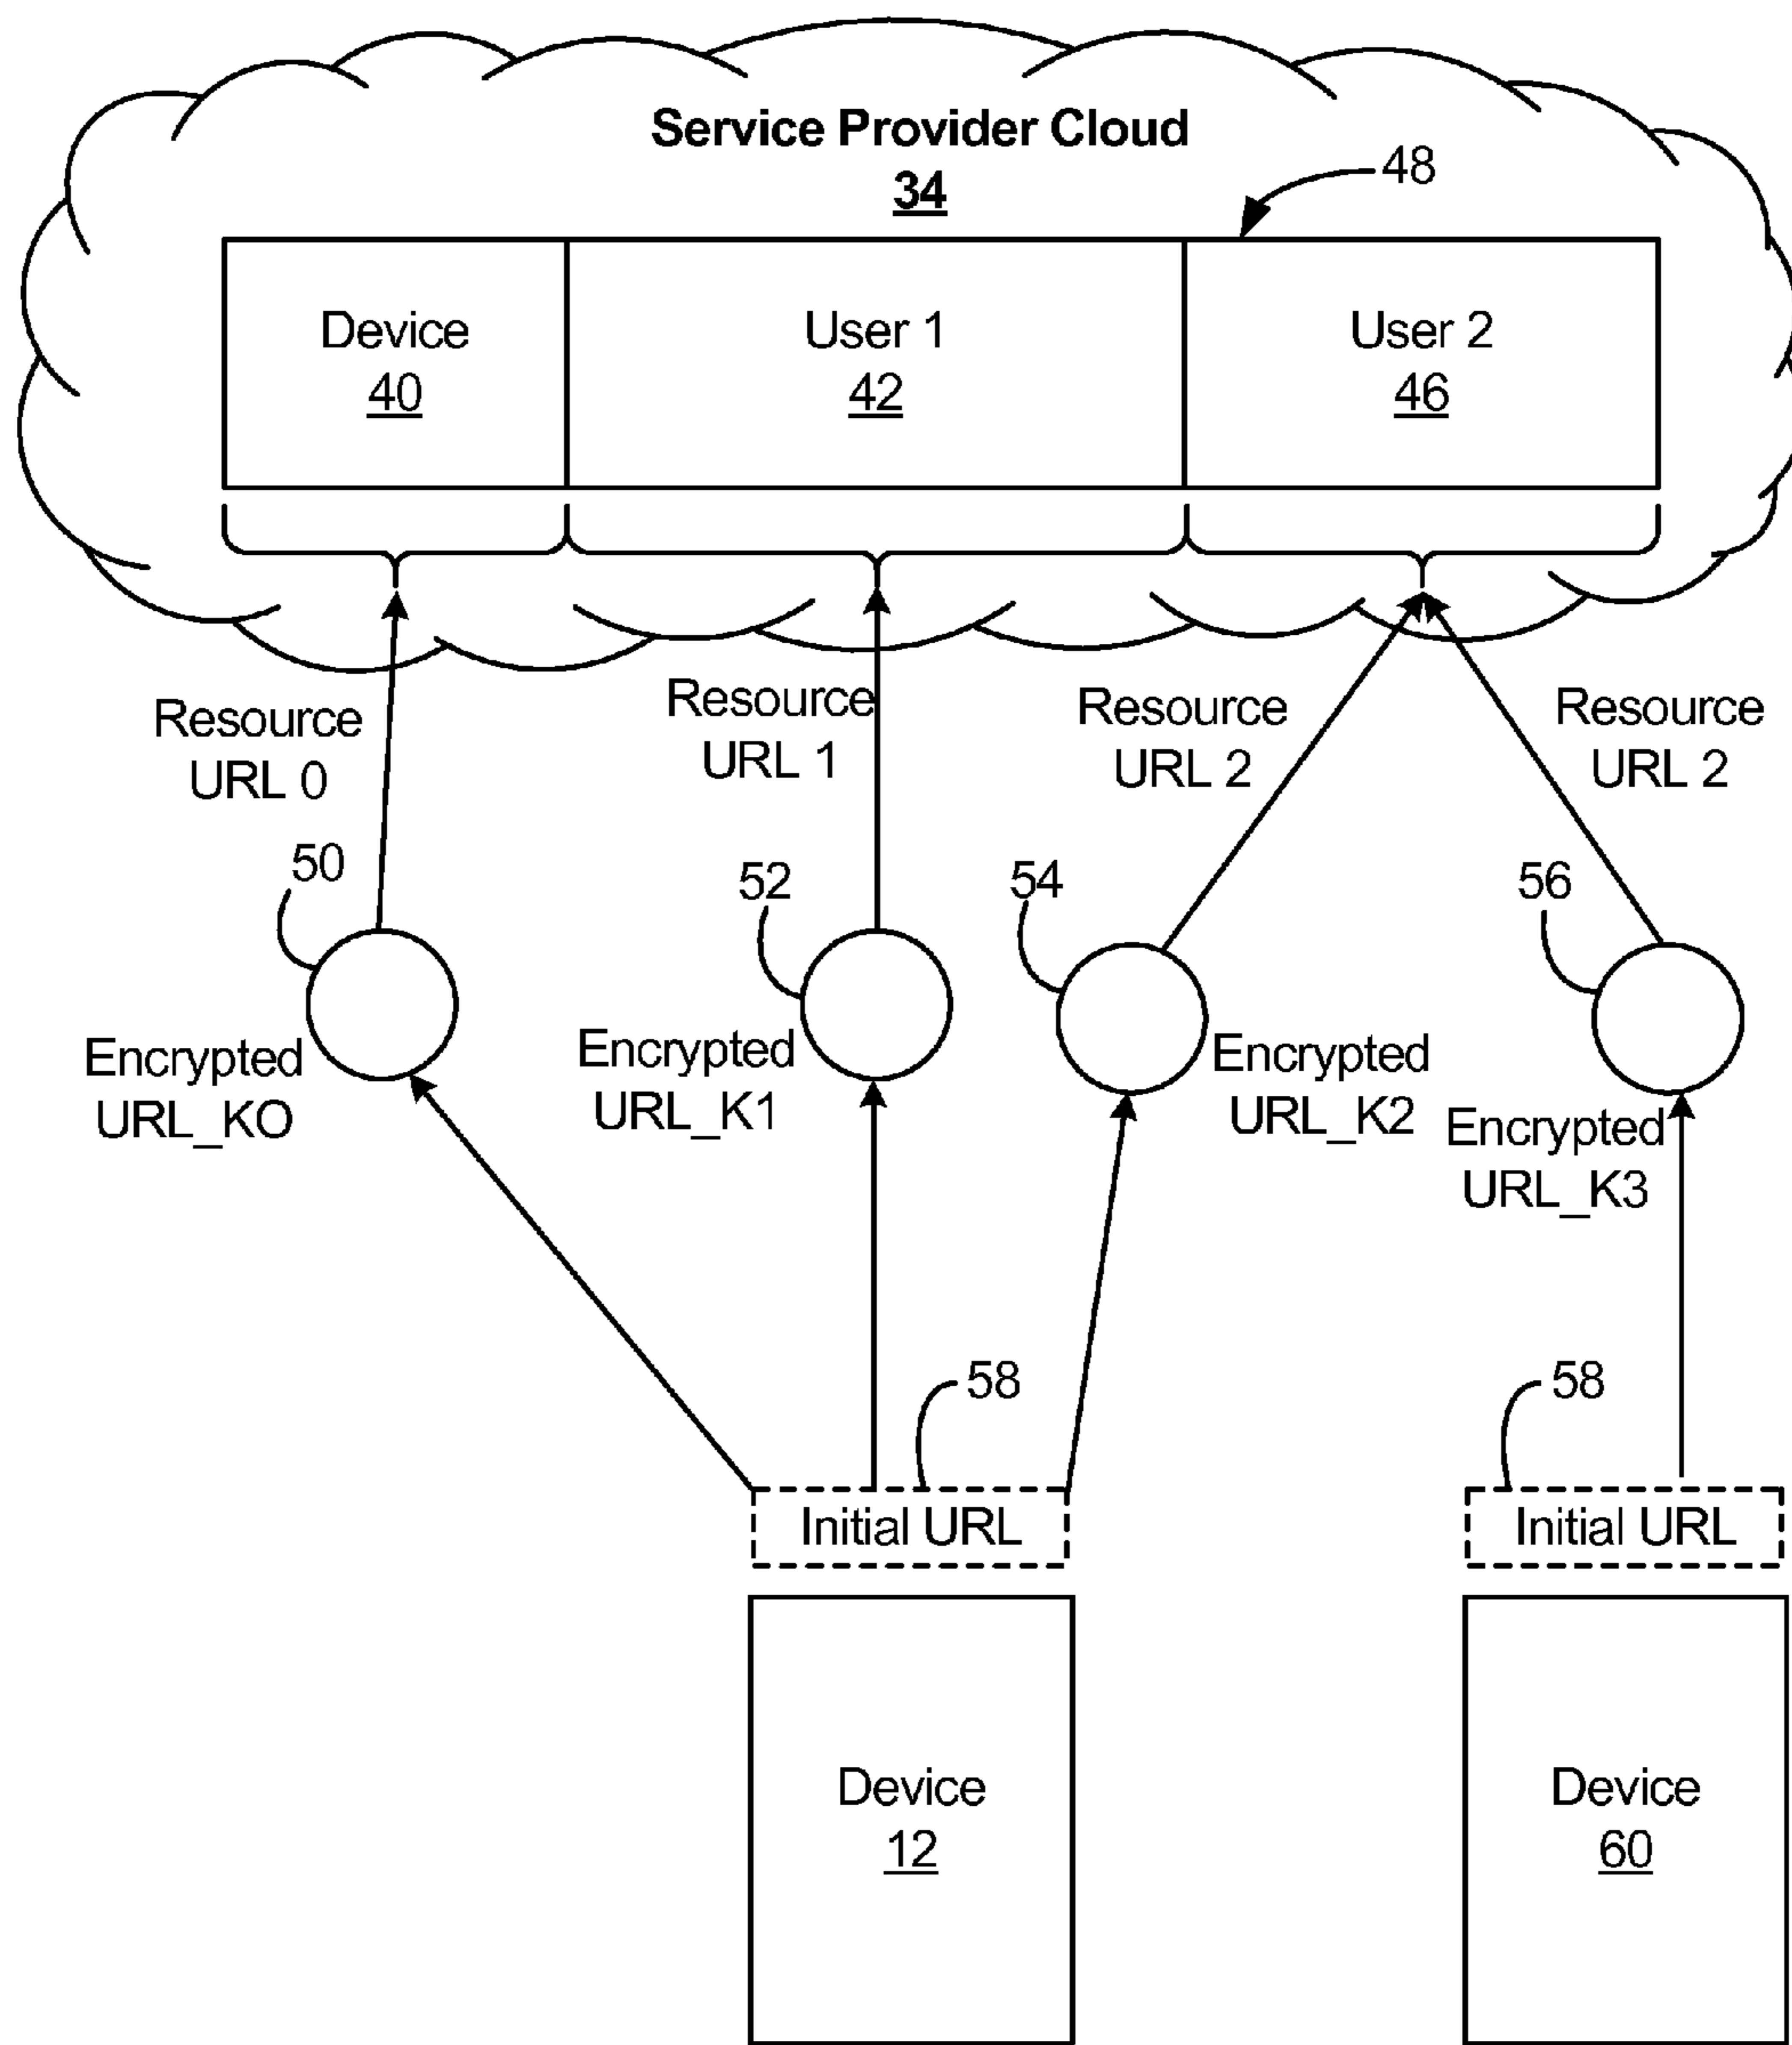 Service Provider Cloud
34
48
Device
40
User 1
42
User 2
46
Resource
URL 0
Resource
URL 1
Resource
URL 2
Resource
URL 2
50
52
54
56
Encrypted
URL_KO
Encrypted
URL_K1
Encrypted
URL_K2
Encrypted
URL_K3
58
58
Initial URL
Initial URL
Device
12
Device
60